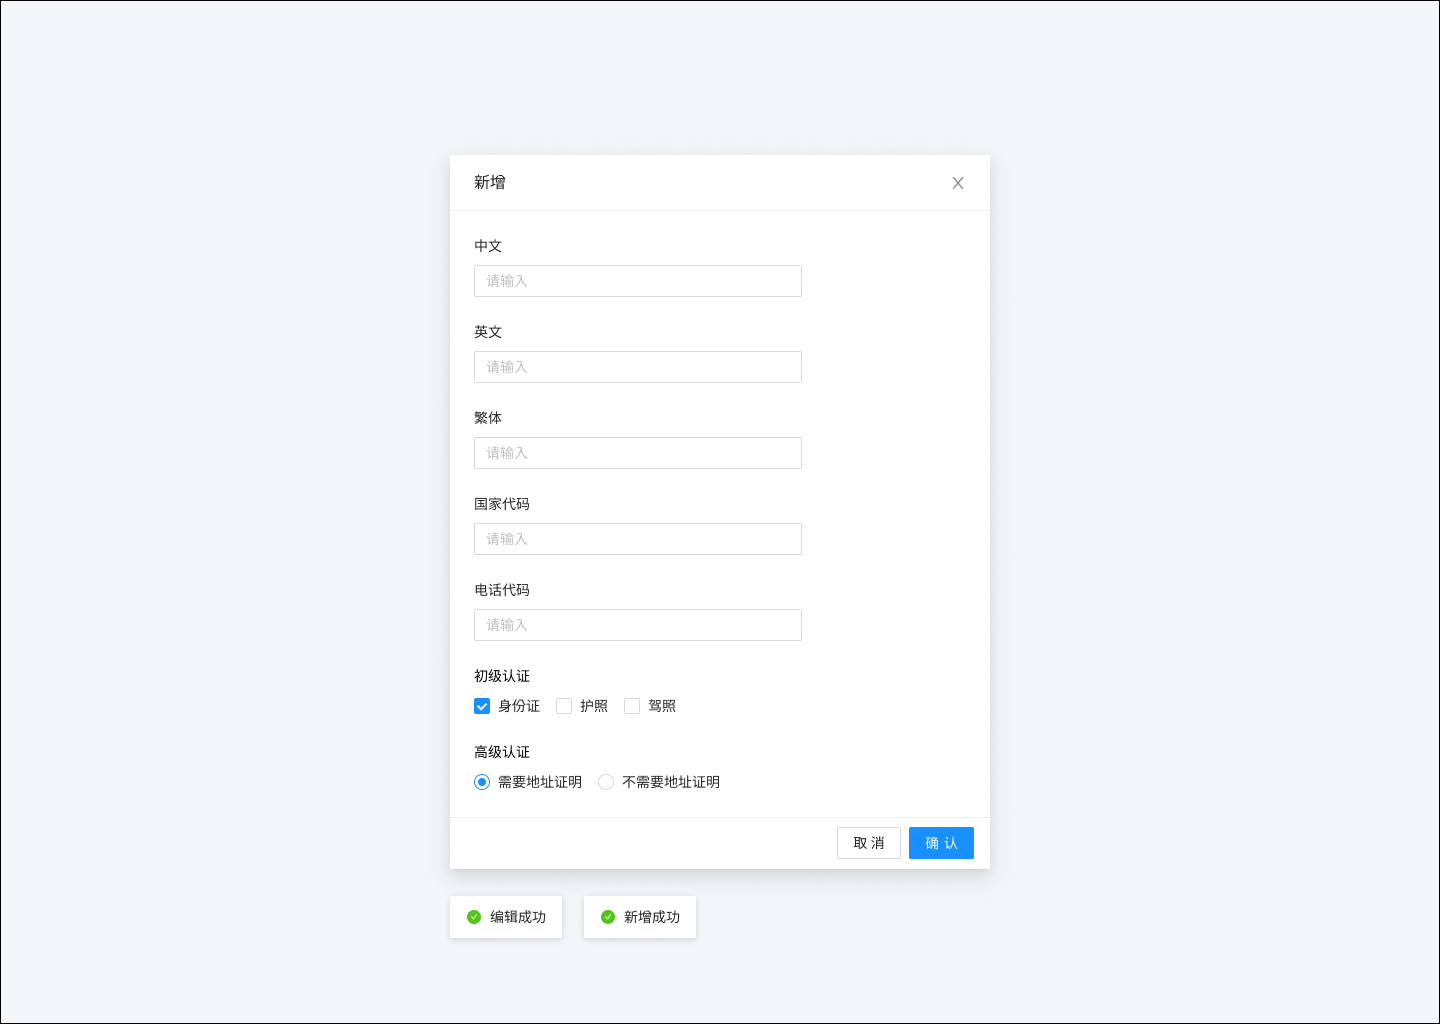 新增
中文
请输入
英文
请输入
繁体
请输入
国家代码
请输入
电话代码
请输入
初级认证
身份证 护照 驾照
高级认证
需要地址证明 不需要地址证明
取 消 确 认
编辑成功 新增成功